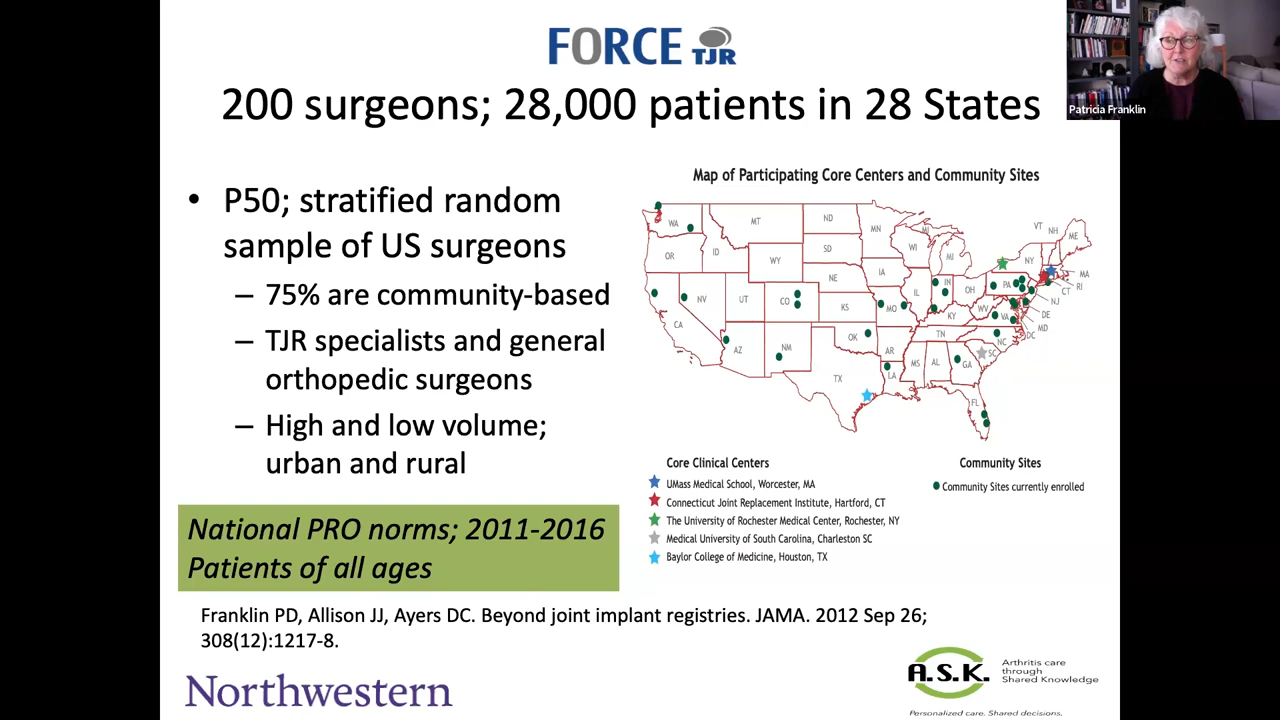 FORCE TJR
200 surgeons; 28,000 patients in 28 States
Patricia Franklin
• P50; stratified random
sample of US surgeons
– 75% are community-based
– TJR specialists and general
orthopedic surgeons
– High and low volume;
urban and rural
National PRO norms; 2011-2016
Patients of all ages
Map of Participating Core Centers and Community Sites
WA
MT
ND
MN
WI
MI
MI
VT
NH
ME
OR
ID
WY
SD
NE
IA
IL
IN
OH
PA
NY
MA
RI
CT
NJ
DE
MD
DC
CA
NV
UT
CO
KS
MO
KY
WV
VA
NC
TN
SC
AZ
NM
OK
AR
TX
LA
MS
AL
GA
FL
Core Clinical Centers
UMass Medical School, Worcester, MA
Connecticut Joint Replacement Institute, Hartford, CT
The University of Rochester Medical Center, Rochester, NY
Medical University of South Carolina, Charleston SC
Baylor College of Medicine, Houston, TX
Community Sites
Community Sites currently enrolled
Franklin PD, Allison JJ, Ayers DC. Beyond joint implant registries. JAMA. 2012 Sep 26;
308(12):1217-8.
Northwestern
A.S.K.
Arthritis care
through
Shared Knowledge
Personalized care. Shared decisions.